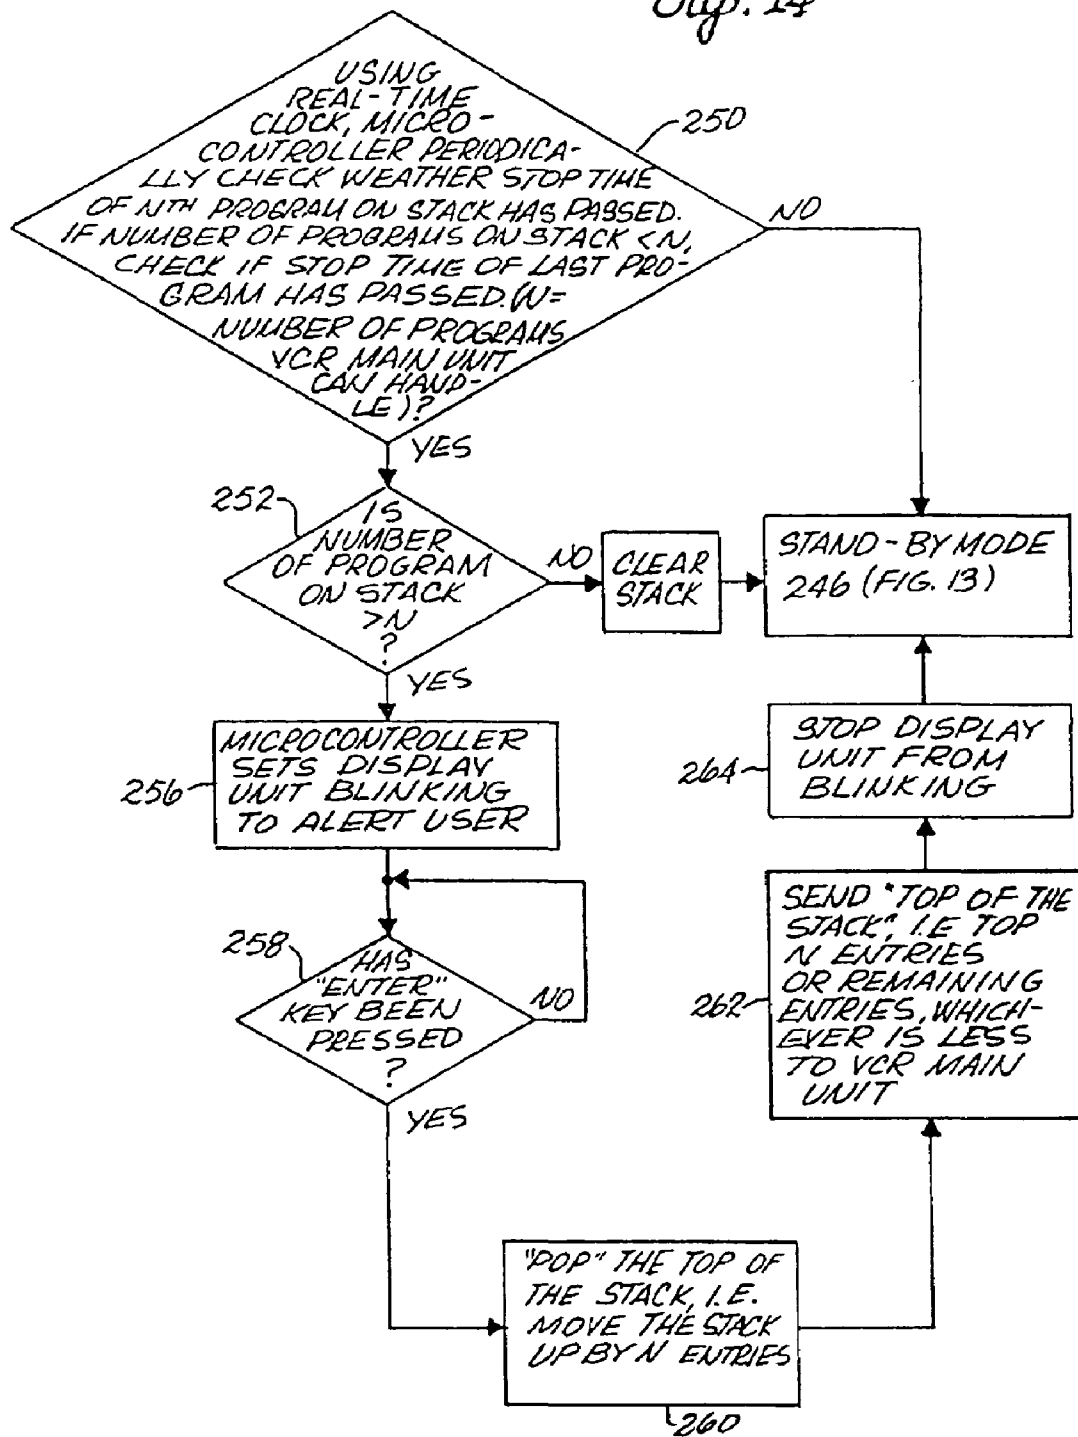 Fig. 14
USING
REAL-TIME
CLOCK, MICRO-
CONTROLLER PERIODICA-
LLY CHECK WEATHER STOP TIME
OF NTH PROGRAM ON STACK HAS PASSED.
IF NUMBER OF PROGRAMS ON STACK <N,
CHECK IF STOP TIME OF LAST PRO-
GRAM HAS PASSED. (N=
NUMBER OF PROGRAMS
VCR MAIN UNIT
CAN HAND-
LE)?
250
NO
YES
252
IS
NUMBER
OF PROGRAM
ON STACK
>N
?
NO
CLEAR
STACK
STAND-BY MODE
246 (FIG. 13)
YES
MICROCONTROLLER
SETS DISPLAY
UNIT BLINKING
TO ALERT USER
256
264
STOP DISPLAY
UNIT FROM
BLINKING
258
HAS
"ENTER"
KEY BEEN
PRESSED
?
NO
YES
262
SEND "TOP OF THE
STACK", I.E TOP
N ENTRIES
OR REMAINING
ENTRIES, WHICH-
EVER IS LESS
TO VCR MAIN
UNIT
"POP" THE TOP OF
THE STACK, I.E.
MOVE THE STACK
UP BY N ENTRIES
260